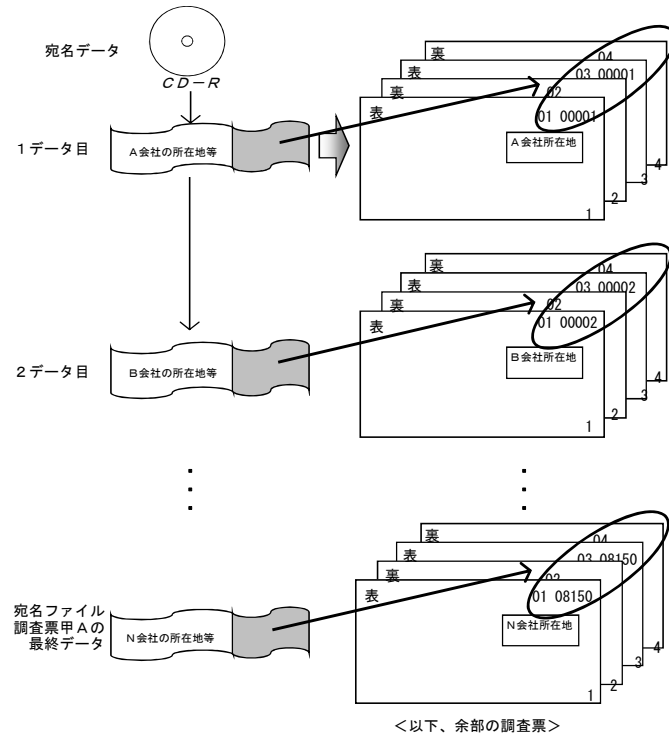 宛名データ
CD－R
裏
04
表
03 00001
裏
02
表
01 00001
1データ目
A会社の所在地等
A会社所在地
4
3
2
1
裏
04
表
03 00002
裏
02
表
01 00002
2データ目
B会社の所在地等
B会社所在地
4
3
2
1
裏
04
表
03 08150
裏
02
表
01 08150
宛名ファイル
調査票甲Aの
最終データ
N会社の所在地等
N会社所在地
4
3
2
1
＜以下、余部の調査票＞